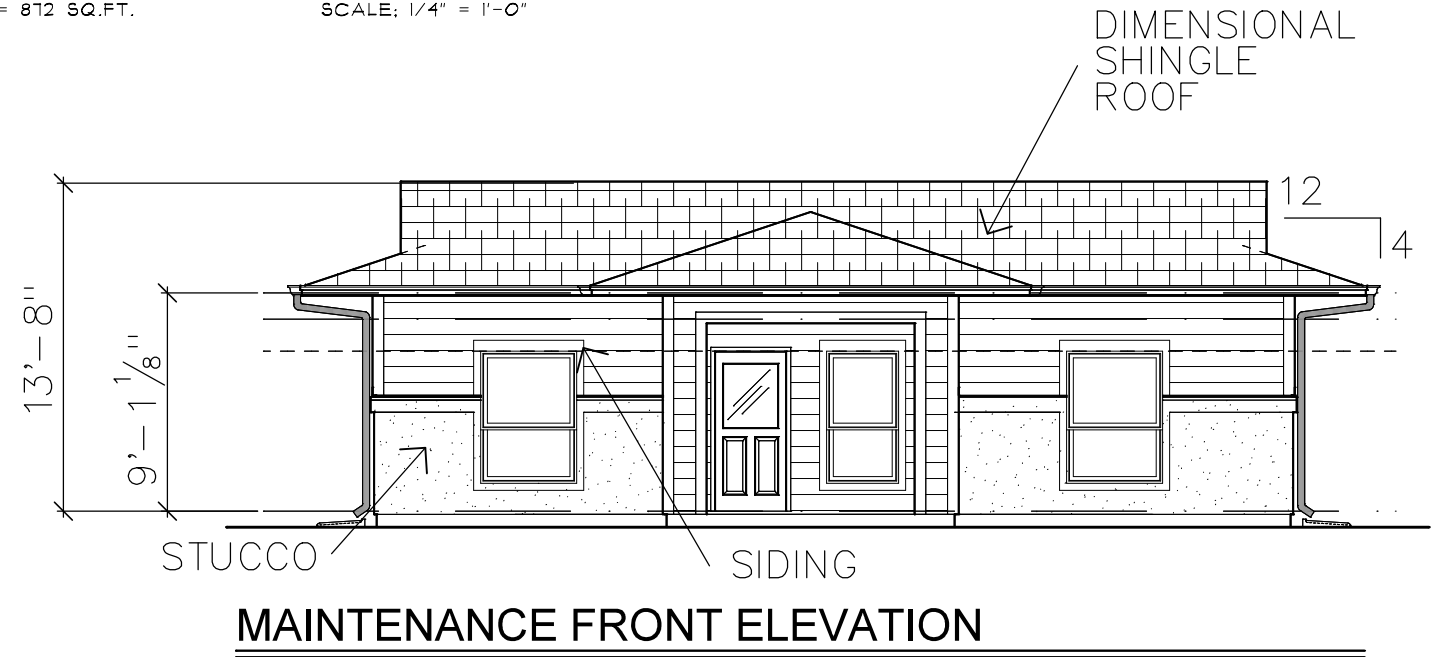 = 872 SQ.FT.
SCALE; 1/4" = 1'-0"
DIMENSIONAL
SHINGLE
ROOF
12
4
13'-8"
9'-1 1/8"
STUCCO
SIDING
MAINTENANCE FRONT ELEVATION